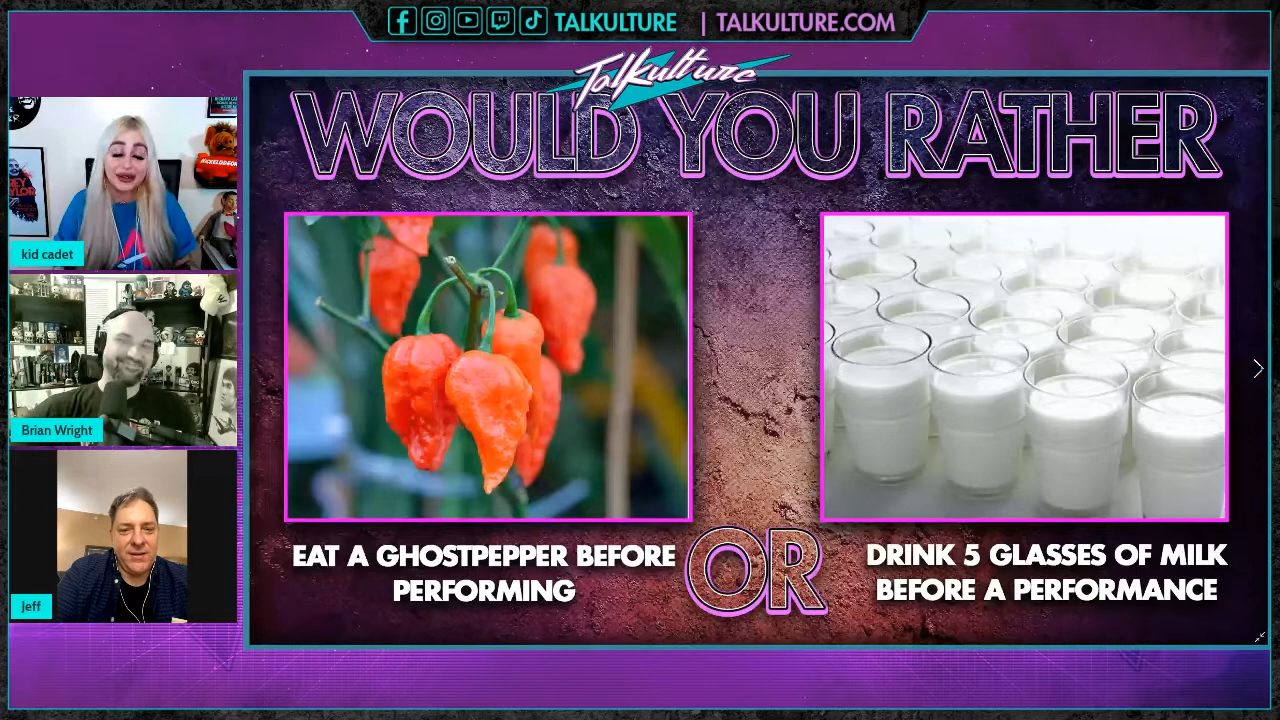 TALKULTURE | TALKULTURE.COM
Talkulture
WOULD YOU RATHER
NICKELODEON
kid cadet
Brian Wright
Jeff
EAT A GHOSTPEPPER BEFORE
PERFORMING
OR
DRINK 5 GLASSES OF MILK
BEFORE A PERFORMANCE